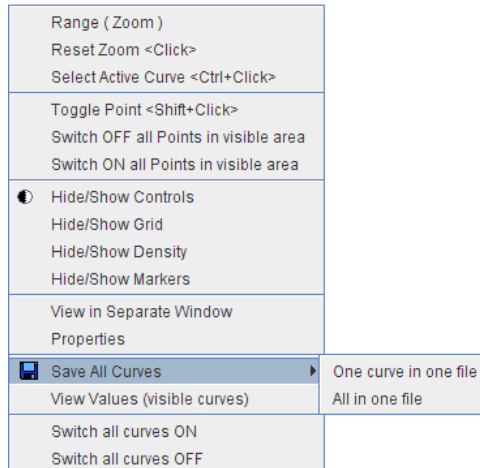 Range ( Zoom )
Reset Zoom <Click>
Select Active Curve <Ctrl+Click>
Toggle Point <Shift+Click>
Switch OFF all Points in visible area
Switch ON all Points in visible area
Hide/Show Controls
Hide/Show Grid
Hide/Show Density
Hide/Show Markers
View in Separate Window
Properties
Save All Curves
One curve in one file
View Values (visible curves)
All in one file
Switch all curves ON
Switch all curves OFF